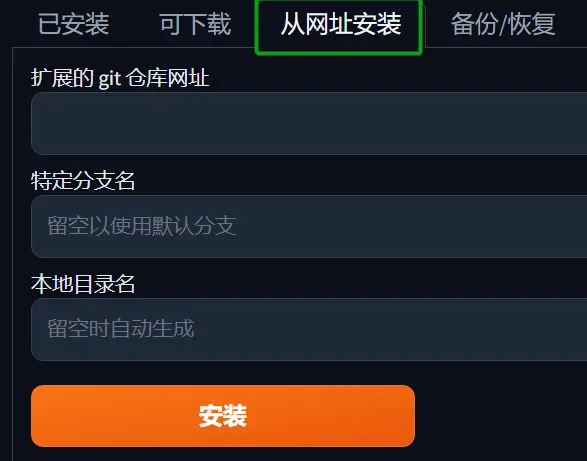 已安装 可下载 从网址安装 备份/恢复
扩展的 git 仓库网址
特定分支名
留空以使用默认分支
本地目录名
留空时自动生成
安装